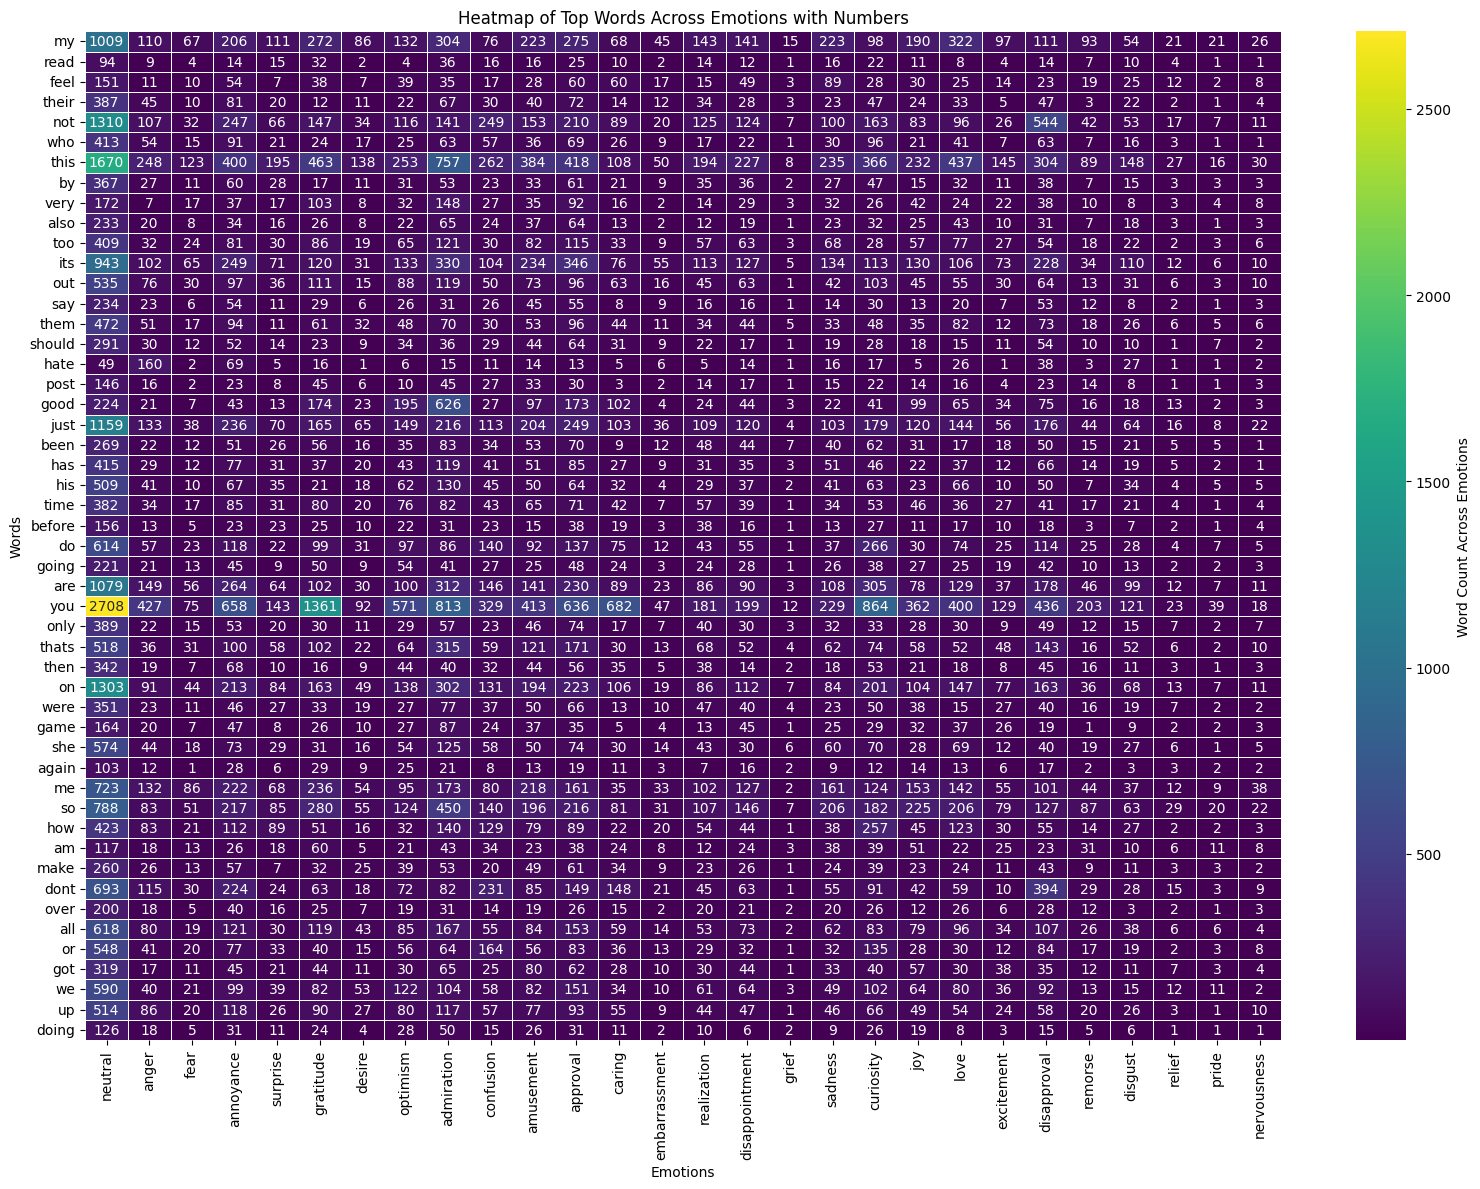 Heatmap of Top Words Across Emotions with Numbers
my 1009 110 67 206 111 272 86 132 304 76 223 275 68 45 143 141 15 223 98 190 322 97 111 93 54 21 21 26
read 94 9 4 14 15 32 2 4 36 16 16 25 10 2 14 12 1 16 22 11 8 4 14 7 10 4 1 1
feel 151 11 10 54 7 38 7 39 35 17 28 60 60 17 15 49 3 89 28 30 25 14 23 19 25 12 2 8
their 387 45 10 81 20 12 11 22 67 30 40 72 14 12 34 28 3 23 47 24 33 5 47 3 22 2 1 4
not 1310 107 32 247 66 147 34 116 141 249 153 210 89 20 125 124 7 100 163 83 96 26 544 42 53 17 7 11
who 413 54 15 91 21 24 17 25 63 57 36 69 26 9 17 22 1 30 96 21 41 7 63 7 16 3 1 1
this 1670 248 123 400 195 463 138 253 757 262 384 418 108 50 194 227 8 235 366 232 437 145 304 89 148 27 16 30
by 367 27 11 60 28 17 11 31 53 23 33 61 21 9 35 36 2 27 47 15 32 11 38 7 15 3 3 3
very 172 7 17 37 17 103 8 32 148 27 35 92 16 2 14 29 3 32 26 42 24 22 38 10 8 3 4 8
also 233 20 8 34 16 26 8 22 65 24 37 64 13 2 12 19 1 23 32 25 43 10 31 7 18 3 1 3
too 409 32 24 81 30 86 19 65 121 30 82 115 33 9 57 63 3 68 28 57 77 27 54 18 22 2 3 6
its 943 102 65 249 71 120 31 133 330 104 234 346 76 55 113 127 5 134 113 130 106 73 228 34 110 12 6 10
out 535 76 30 97 36 111 15 88 119 50 73 96 63 16 45 63 1 42 103 45 55 30 64 13 31 6 3 10
say 234 23 6 54 11 29 6 26 31 26 45 55 8 9 16 16 1 14 30 13 20 7 53 12 8 2 1 3
them 472 51 17 94 11 61 32 48 70 30 53 96 44 11 34 44 5 33 48 35 82 12 73 18 26 6 5 6
should 291 30 12 52 14 23 9 34 36 29 44 64 31 9 22 17 1 19 28 18 15 11 54 10 10 1 7 2
hate 49 160 2 69 5 16 1 6 15 11 14 13 5 6 5 14 1 16 17 5 26 1 38 3 27 1 1 2
post 146 16 2 23 8 45 6 10 45 27 33 30 3 2 14 17 1 15 22 14 16 4 23 14 8 1 1 3
good 224 21 7 43 13 174 23 195 626 27 97 173 102 4 24 44 3 22 41 99 65 34 75 16 18 13 2 3
just 1159 133 38 236 70 165 65 149 216 113 204 249 103 36 109 120 4 103 179 120 144 56 176 44 64 16 8 22
been 269 22 12 51 26 56 16 35 83 34 53 70 9 12 48 44 7 40 62 31 17 18 50 15 21 5 5 1
has 415 29 12 77 31 37 20 43 119 41 51 85 27 9 31 35 3 51 46 22 37 12 66 14 19 5 2 1
his 509 41 10 67 35 21 18 62 130 45 50 64 32 4 29 37 2 41 63 23 66 10 50 7 34 4 5 5
time 382 34 17 85 31 80 20 76 82 43 65 71 42 7 57 39 1 34 53 46 36 27 41 17 21 4 1 4
before 156 13 5 23 23 25 10 22 31 23 15 38 19 3 38 16 1 13 27 11 17 10 18 3 7 2 1 4
do 614 57 23 118 22 99 31 97 86 140 92 137 75 12 43 55 1 37 266 30 74 25 114 25 28 4 7 5
going 221 21 13 45 9 50 9 54 41 27 25 48 24 3 24 28 1 26 38 27 25 19 42 10 13 2 2 3
are 1079 149 56 264 64 102 30 100 312 146 141 230 89 23 86 90 3 108 305 78 129 37 178 46 99 12 7 11
you 2708 427 75 658 143 1361 92 571 813 329 413 636 682 47 181 199 12 229 864 362 400 129 436 203 121 23 39 18
only 389 22 15 53 20 30 11 29 57 23 46 74 17 7 40 30 3 32 33 28 30 9 49 12 15 7 2 7
thats 518 36 31 100 58 102 22 64 315 59 121 171 30 13 68 52 4 62 74 58 52 48 143 16 52 6 2 10
then 342 19 7 68 10 16 9 44 40 32 44 56 35 5 38 14 2 18 53 21 18 8 45 16 11 3 1 3
on 1303 91 44 213 84 163 49 138 302 131 194 223 106 19 86 112 7 84 201 104 147 77 163 36 68 13 7 11
were 351 23 11 46 27 33 19 27 77 37 50 66 13 10 47 40 4 23 50 38 15 27 40 16 19 7 2 2
game 164 20 7 47 8 26 10 27 87 24 37 35 5 4 13 45 1 25 29 32 37 26 19 1 9 2 2 3
she 574 44 18 73 29 31 16 54 125 58 50 74 30 14 43 30 6 60 70 28 69 12 40 19 27 6 1 5
again 103 12 1 28 6 29 9 25 21 8 13 19 11 3 7 16 2 9 12 14 13 6 17 2 3 3 2 2
me 723 132 86 222 68 236 54 95 173 80 218 161 35 33 102 127 2 161 124 153 142 55 101 44 37 12 9 38
so 788 83 51 217 85 280 55 124 450 140 196 216 81 31 107 146 7 206 182 225 206 79 127 87 63 29 20 22
how 423 83 21 112 89 51 16 32 140 129 79 89 22 20 54 44 1 38 257 45 123 30 55 14 27 2 2 3
am 117 18 13 26 18 60 5 21 43 34 23 38 24 8 12 24 3 38 39 51 22 25 23 31 10 6 11 8
make 260 26 13 57 7 32 25 39 53 20 49 61 34 9 23 26 1 24 39 23 24 11 43 9 11 3 3 2
dont 693 115 30 224 24 63 18 72 82 231 85 149 148 21 45 63 1 55 91 42 59 10 394 29 28 15 3 9
over 200 18 5 40 16 25 7 19 31 14 19 26 15 2 20 21 2 20 26 12 26 6 28 12 3 2 1 3
all 618 80 19 121 30 119 43 85 167 55 84 153 59 14 53 73 2 62 83 79 96 34 107 26 38 6 6 4
or 548 41 20 77 33 40 15 56 64 164 56 83 36 13 29 32 1 33 135 28 30 12 84 17 19 2 3 8
got 319 17 11 45 21 44 11 30 65 25 80 62 28 10 30 44 1 33 40 57 30 38 35 12 11 7 3 4
we 590 40 21 99 39 82 53 122 104 58 82 151 34 10 61 64 3 49 102 64 80 36 92 13 15 12 11 2
up 514 86 20 118 26 90 27 80 117 57 77 93 55 9 44 47 1 46 66 49 54 24 58 20 26 3 1 10
doing 126 18 5 31 11 24 4 28 50 15 26 31 11 2 10 6 2 9 26 19 8 3 15 5 6 1 1 1
Words
neutral anger fear annoyance surprise gratitude desire optimism admiration confusion amusement approval caring embarrassment realization disappointment grief sadness curiosity joy love excitement disapproval remorse disgust relief pride nervousness
Emotions
2500
2000
1500
1000
500
Word Count Across Emotions